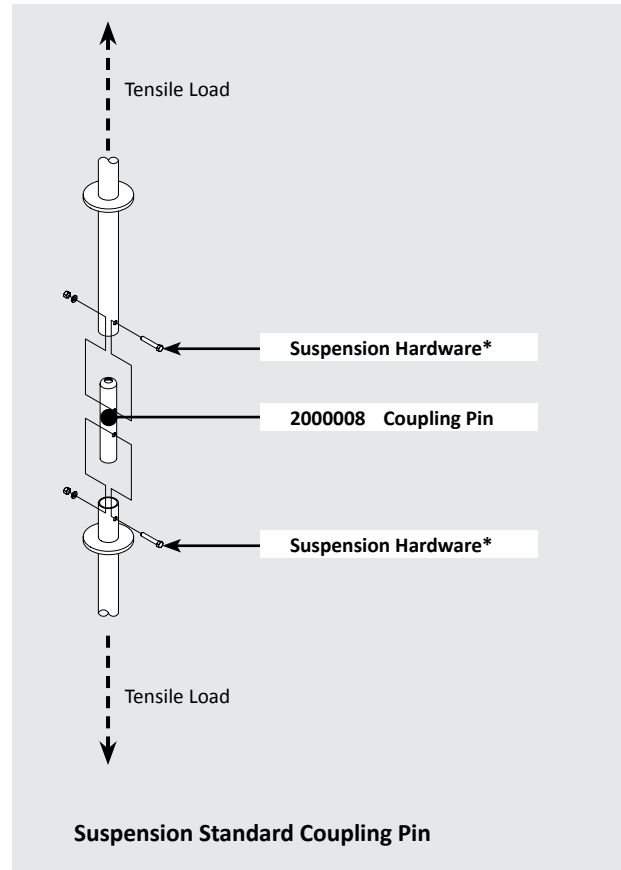 Tensile Load
Suspension Hardware*
2000008 Coupling Pin
Suspension Hardware*
Tensile Load
Suspension Standard Coupling Pin